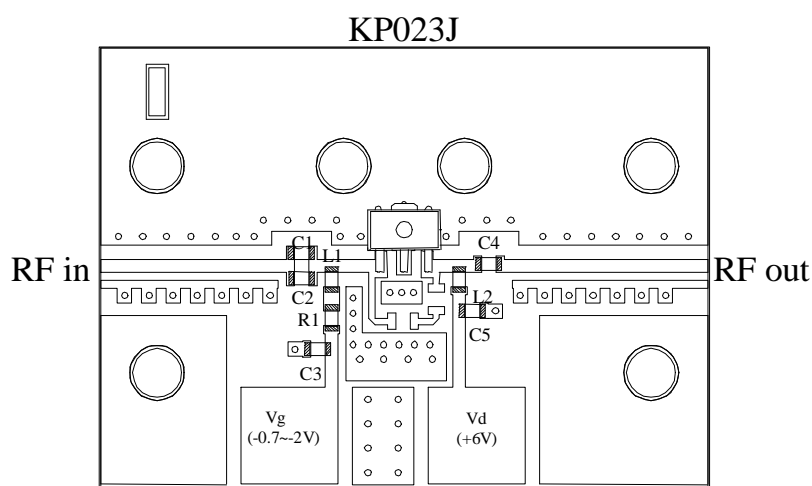 KP023J
C1
L1
C4
RF in
RF out
C2
L2
R1
C5
C3
Vg
(-0.7~-2V)
Vd
(+6V)